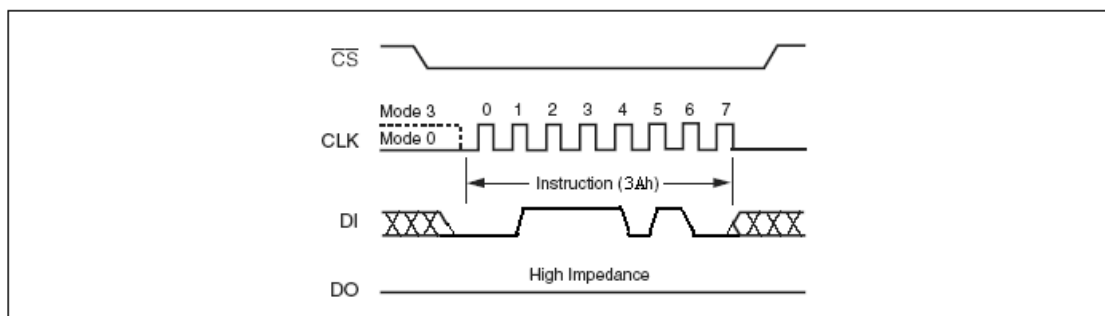 CS
Mode 3 0 1 2 3 4 5 6 7
CLK Mode 0
Instruction (3Ah)
DI
High Impedance
DO